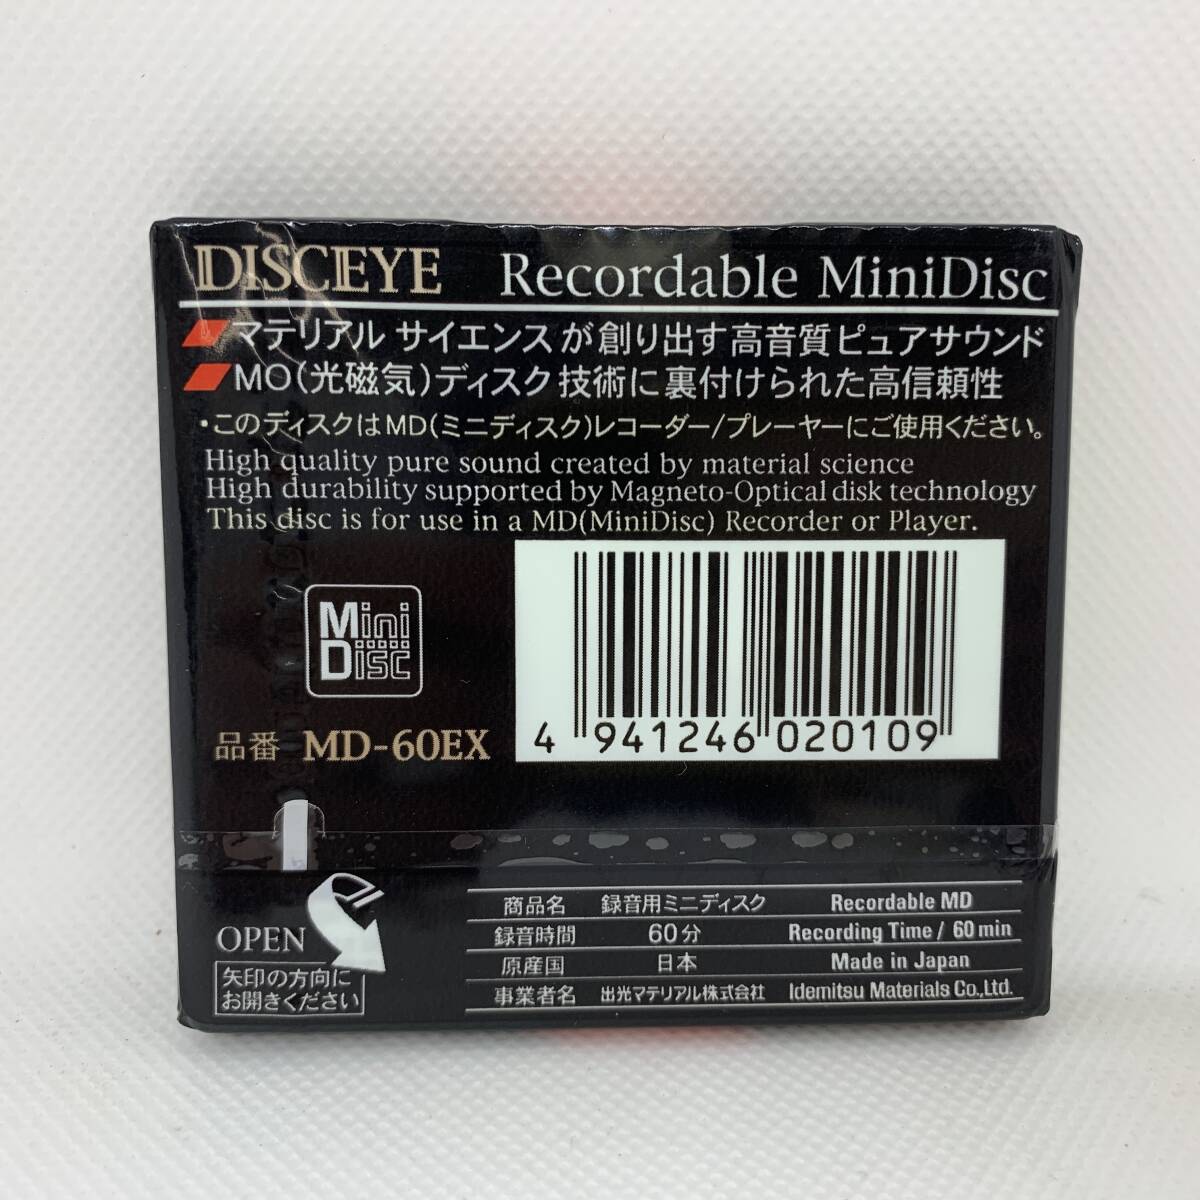 DISCEYE Recordable MiniDisc
マテリアル サイエンスが創り出す高音質ピュアサウンド
MO(光磁気)ディスク技術に裏付けられた高信頼性
・このディスクはMD(ミニディスク)レコーダー/プレーヤーにご使用ください。
High quality pure sound created by material science
High durability supported by Magneto-Optical disk technology
This disc is for use in a MD(MiniDisc) Recorder or Player.
Mini
Disc
品番 MD-60EX
4 941246 020109
OPEN
矢印の方向に
お開きください
商品名 録音用ミニディスク Recordable MD
録音時間 60分 Recording Time / 60min
原産国 日本 Made in Japan
事業者名 出光マテリアル株式会社 Idemitsu Materials Co.,Ltd.